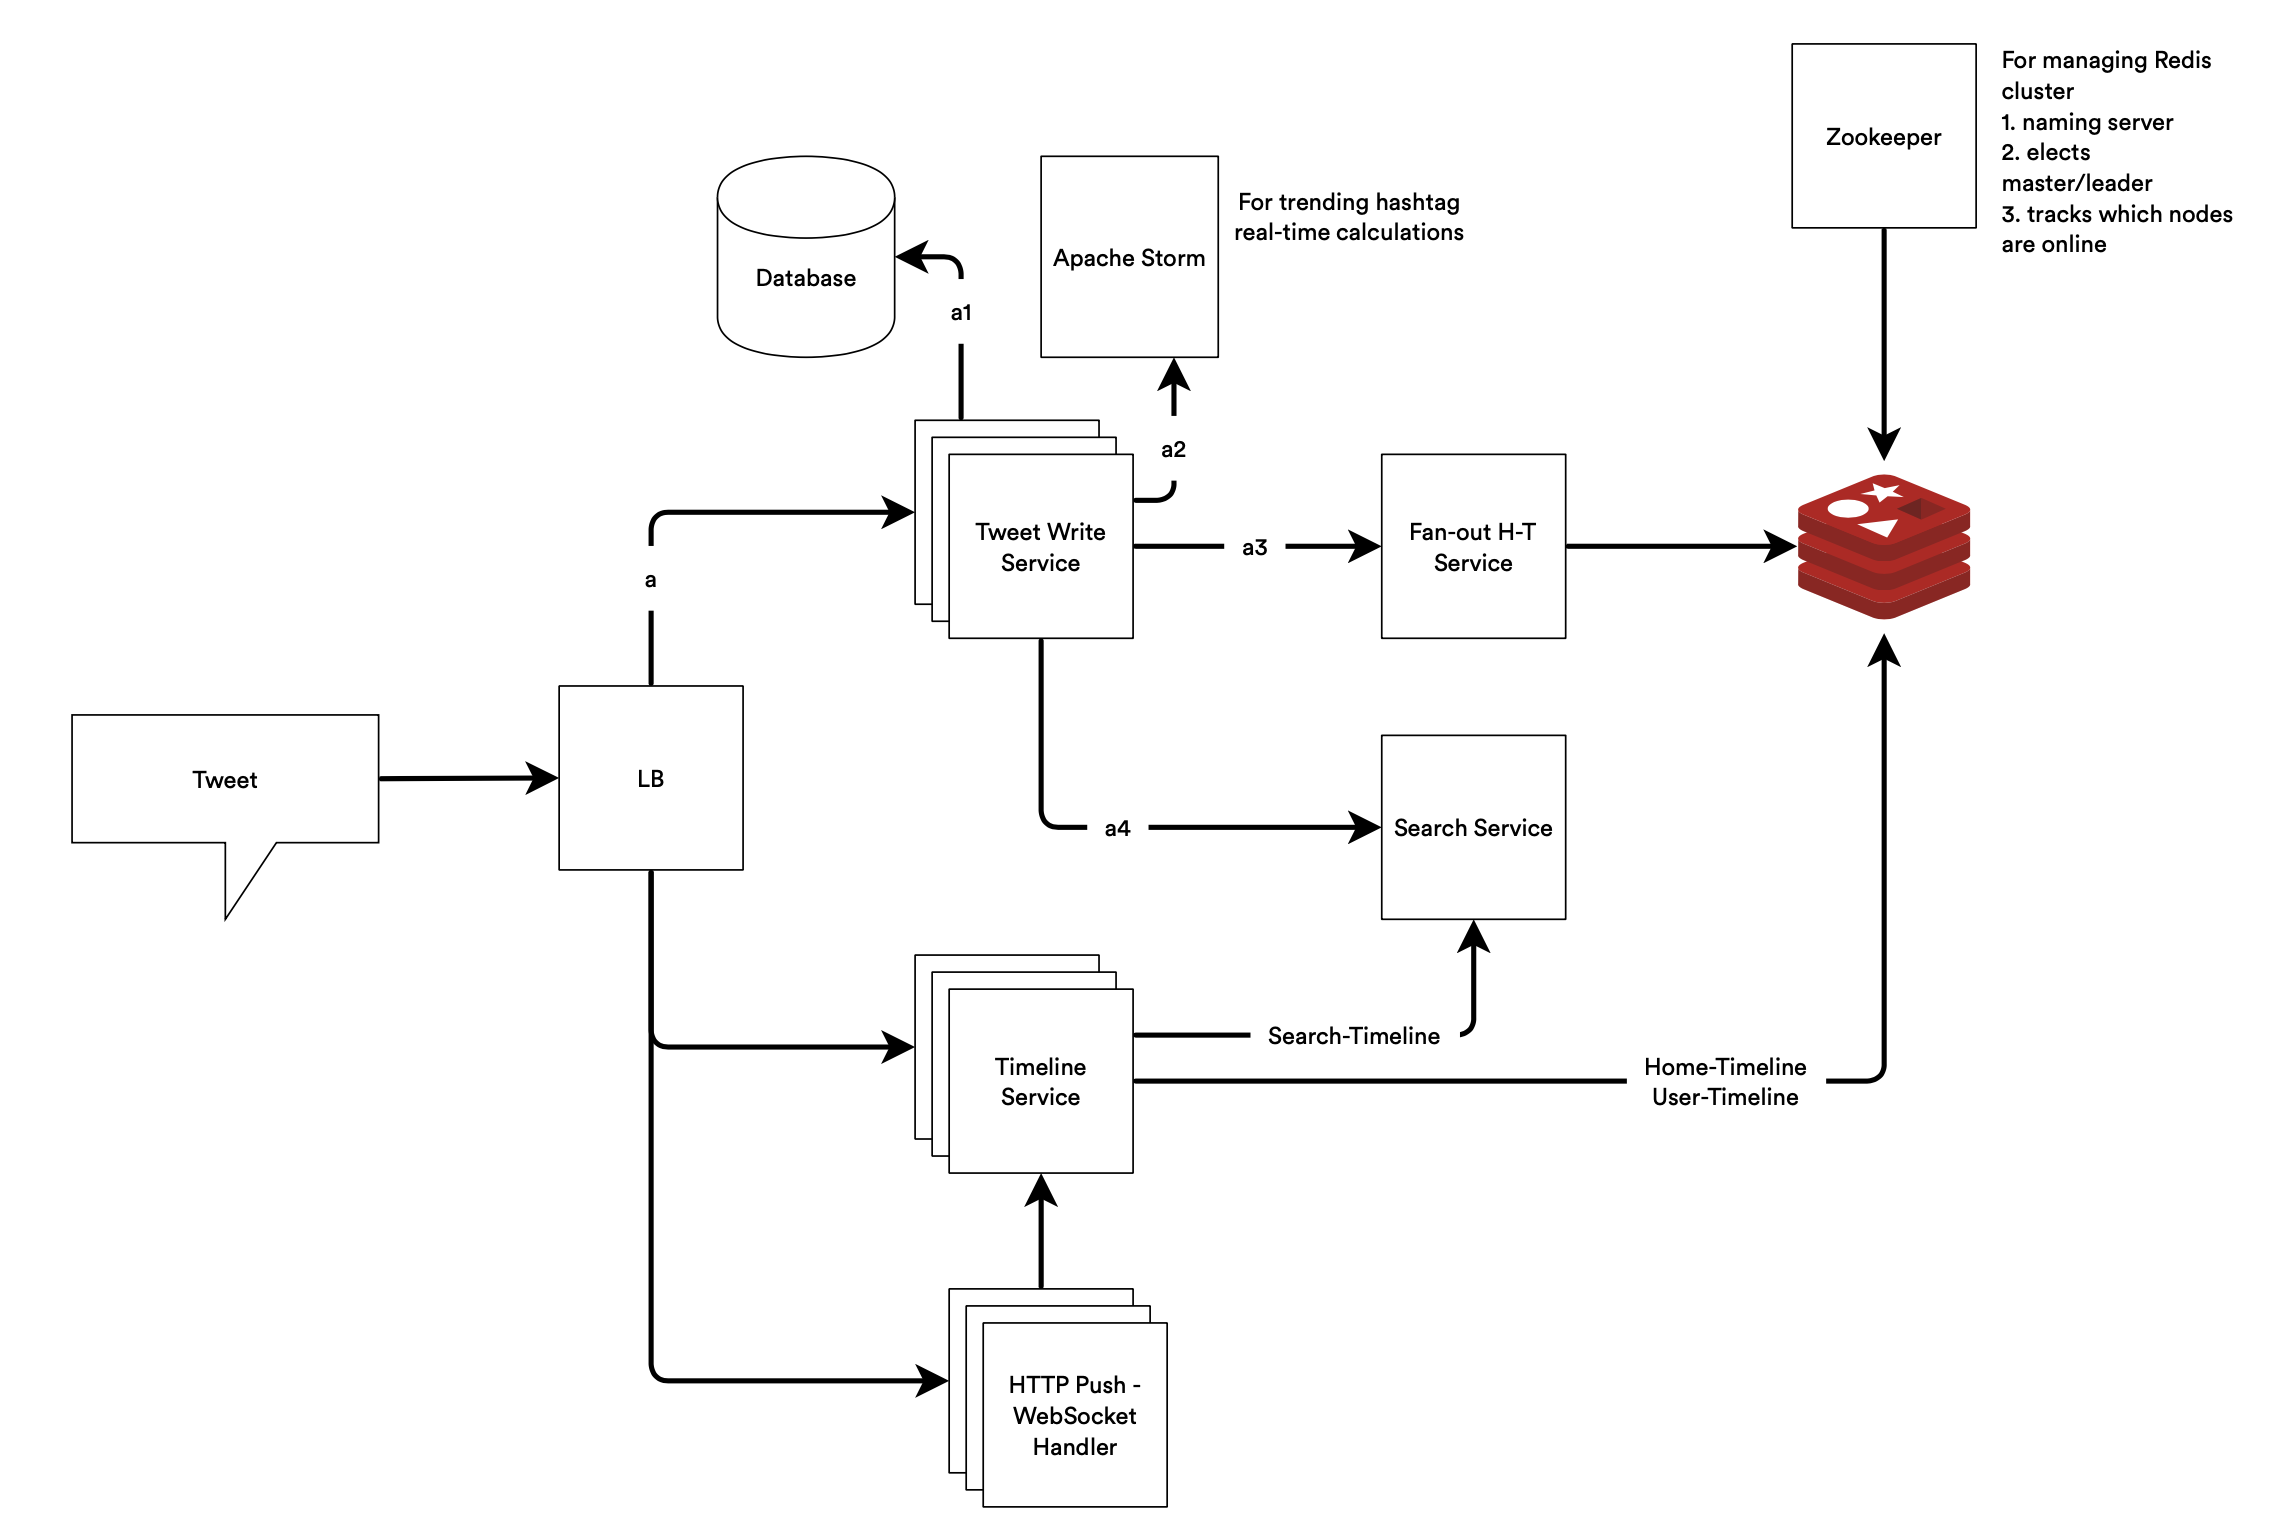 For managing Redis
cluster
1. naming server
2. elects
master/leader
3. tracks which nodes
are online
Zookeeper
For trending hashtag
real-time calculations
Apache Storm
Database
a1
a2
Tweet Write
Service
a3
Fan-out H-T
Service
a
Tweet
LB
a4
Search Service
Search-Timeline
Timeline
Service
Home-Timeline
User-Timeline
HTTP Push -
WebSocket
Handler